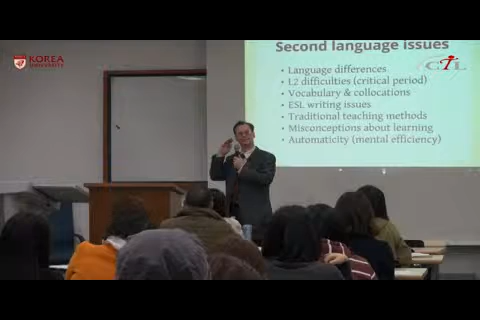 KOREA
UNIVERSITY
Second language issues
CTL
• Language differences
• L2 difficulties (critical period)
• Vocabulary & collocations
• ESL writing issues
• Traditional teaching methods
• Misconceptions about learning
• Automaticity (mental efficiency)